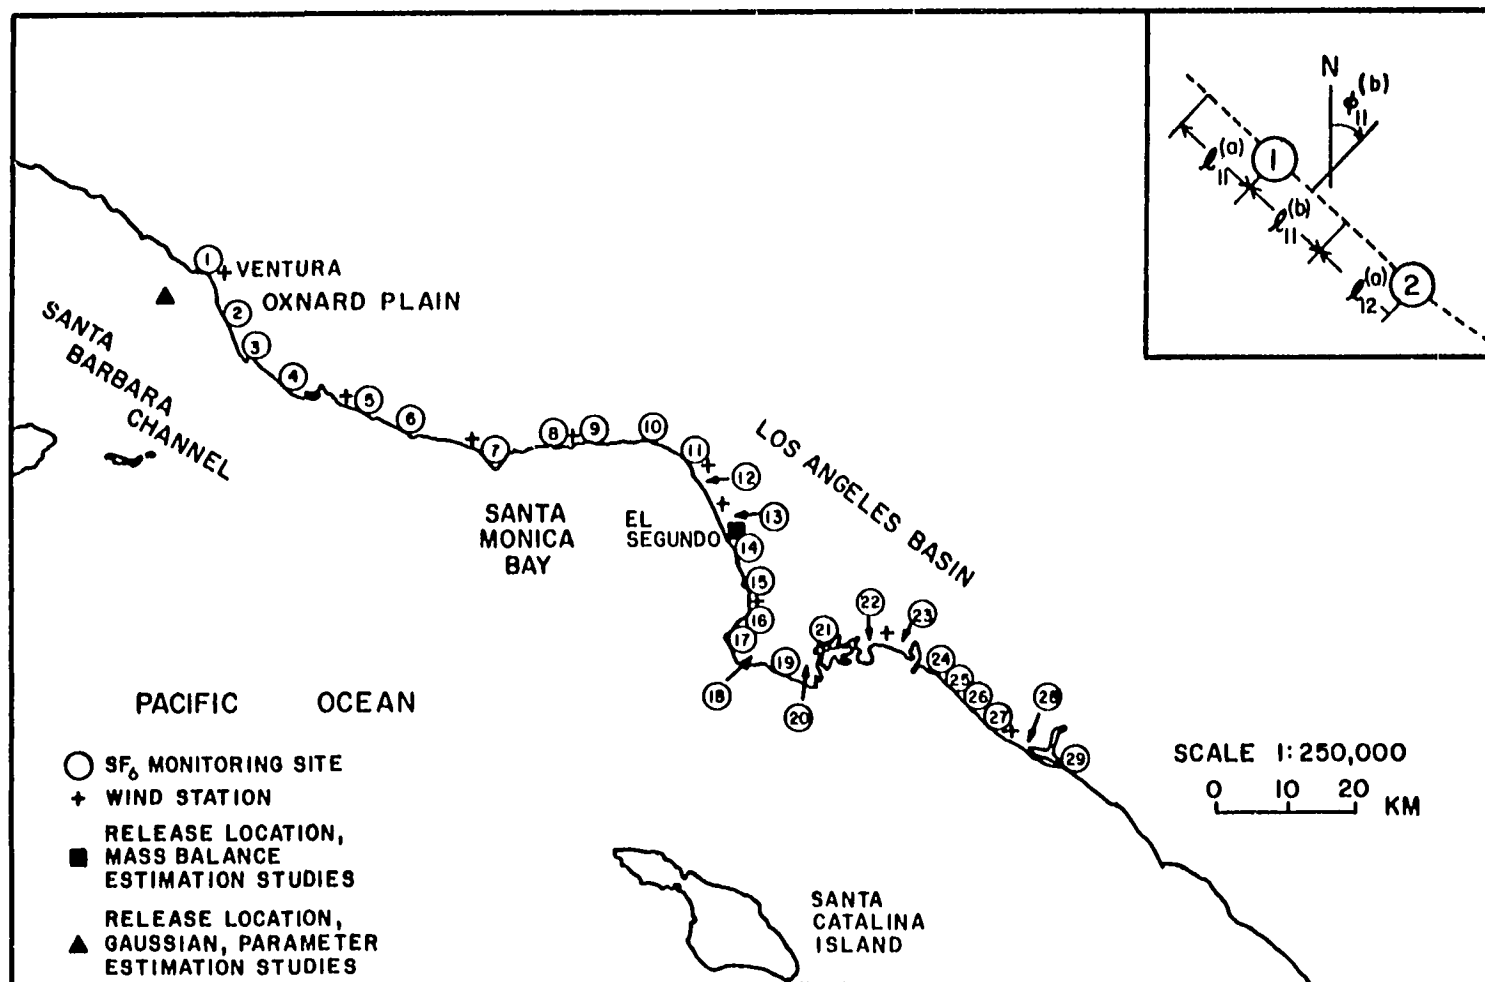 N
ϕ11(b)
ℓ11(a)
1
ℓ11(b)
ℓ12(a)
2
1
VENTURA
2
OXNARD PLAIN
3
4
5
6
7
8
9
10
11
12
13
14
15
16
17
18
19
20
21
22
23
24
25
26
27
28
29
SANTA
BARBARA
CHANNEL
LOS ANGELES BASIN
SANTA
MONICA
BAY
EL
SEGUNDO
PACIFIC OCEAN
SF6 MONITORING SITE
WIND STATION
RELEASE LOCATION,
MASS BALANCE
ESTIMATION STUDIES
RELEASE LOCATION,
GAUSSIAN, PARAMETER
ESTIMATION STUDIES
SANTA
CATALINA
ISLAND
SCALE 1:250,000
0 10 20
KM